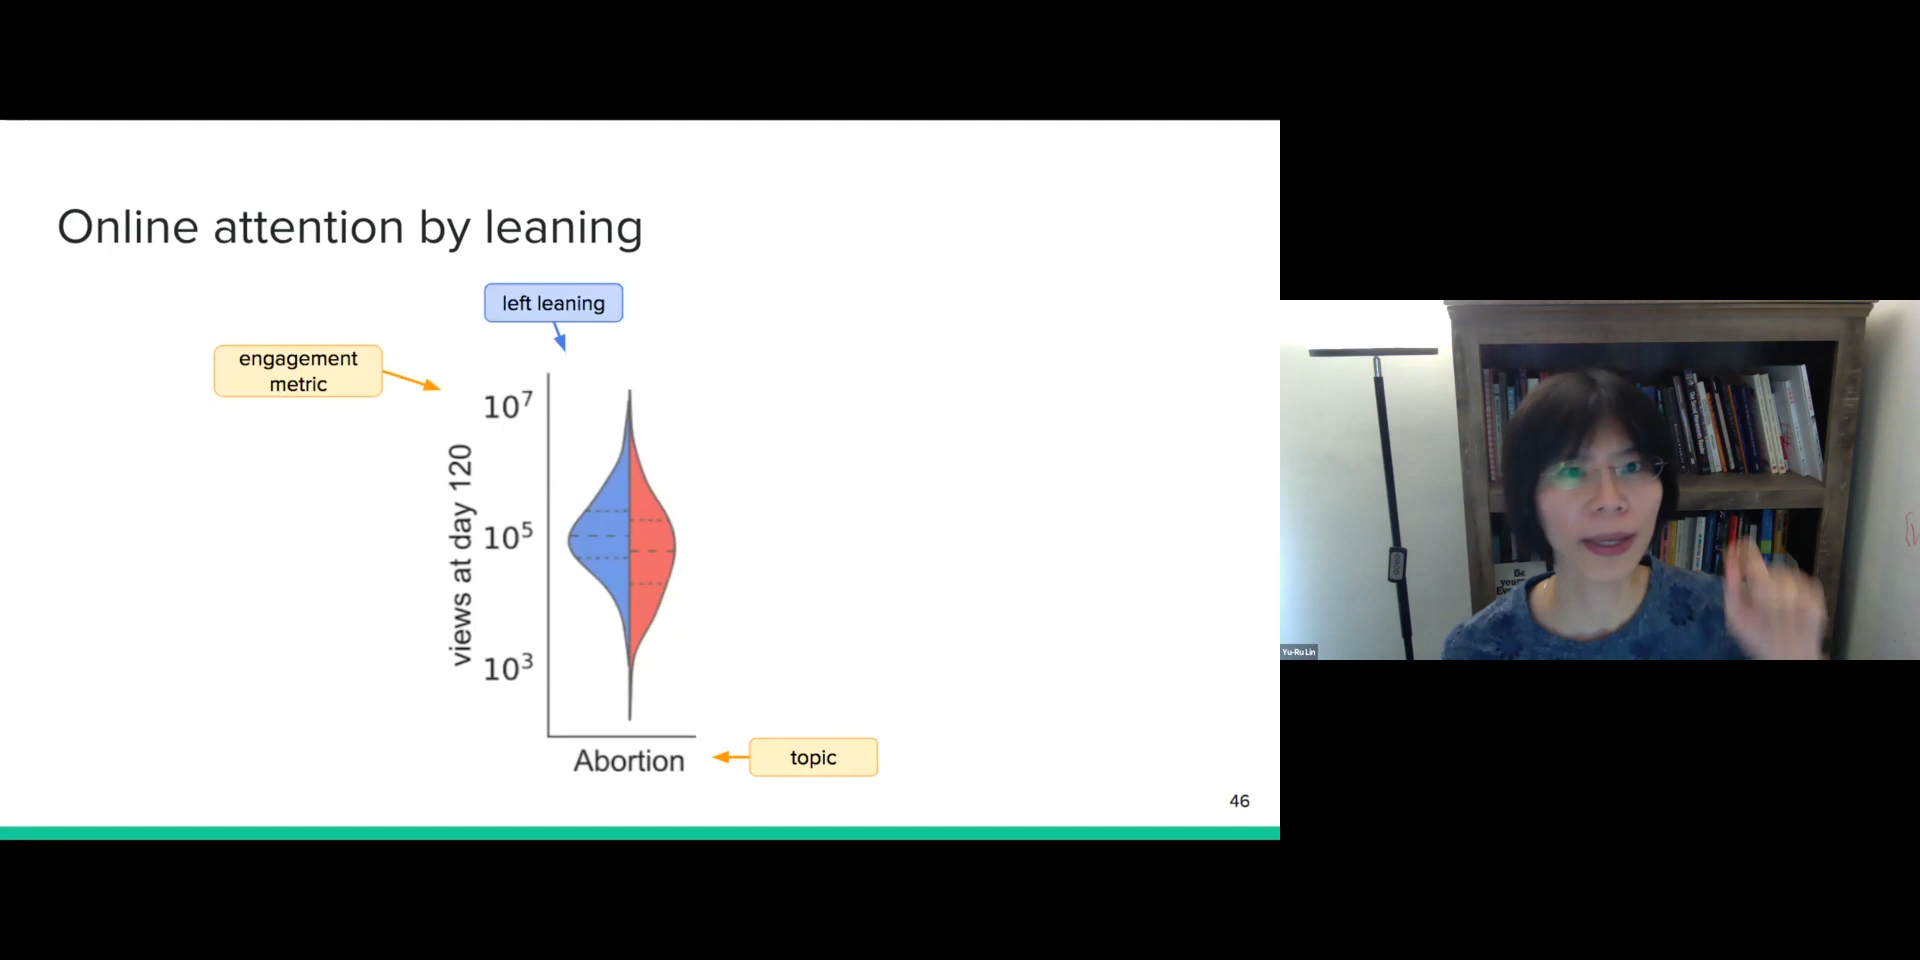 Online attention by leaning
left leaning
engagement
metric
10⁷
10⁵
10³
views at day 120
Abortion
topic
46
Yu-Ru Lin
Be